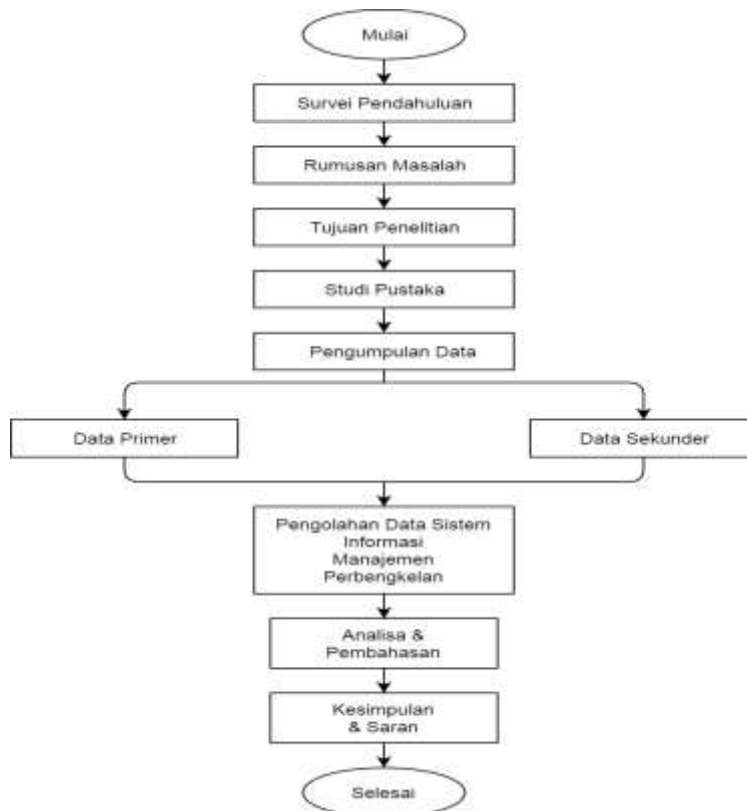 Mulai
Survei Pendahuluan
Rumusan Masalah
Tujuan Penelitian
Studi Pustaka
Pengumpulan Data
Data Primer
Data Sekunder
Pengolahan Data Sistem
Informasi
Manajemen
Perbengkelan
Analisa &
Pembahasan
Kesimpulan
& Saran
Selesai